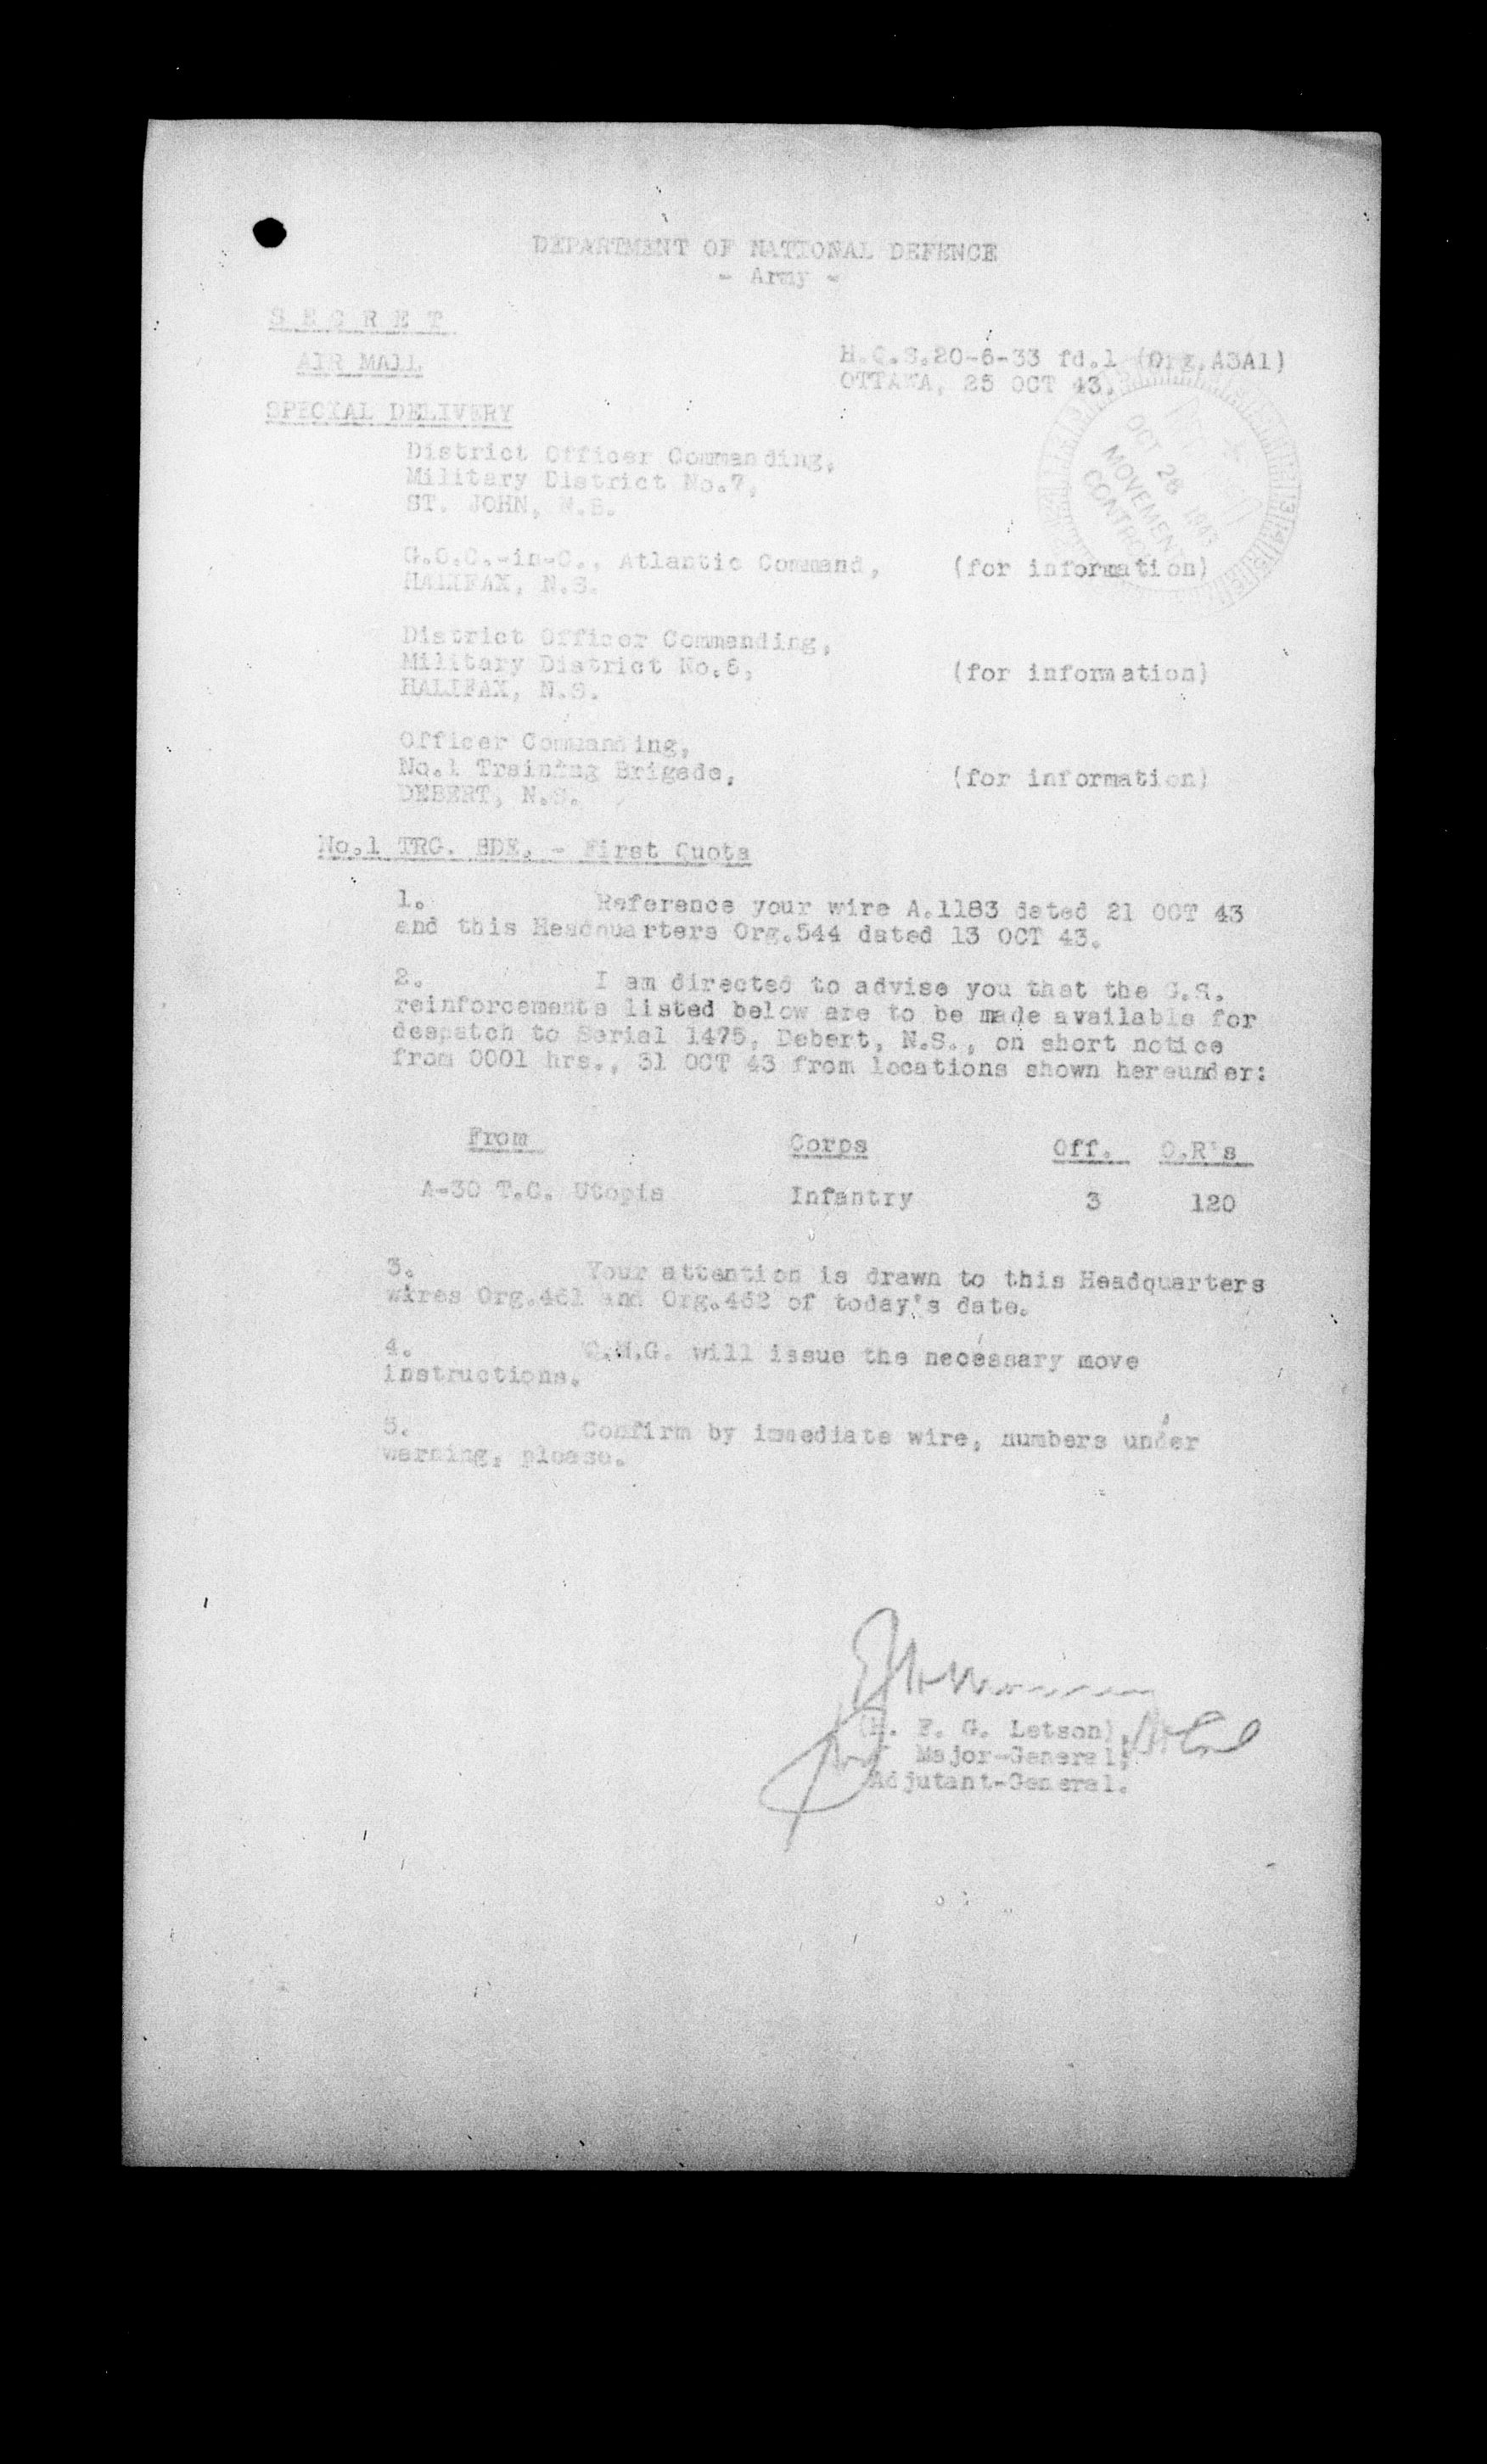 DEPARTMENT OF NATIONAL DEFENCE
- Army -
S E C R E T
AIR MAIL
H.Q.S.20-6-33 fd.1 (Org.A3A1)
OTTAWA, 25 OCT 43.
SPECIAL DELIVERY
OCT 26 1943
MOVEMENT
CONTROL
District Officer Commanding,
Military District No.7,
ST. JOHN, N.B.
G.O.C.-in-C., Atlantic Command, (for information)
HALIFAX, N.S.
District Officer Commanding,
Military District No.6, (for information)
HALIFAX, N.S.
Officer Commanding,
No.1 Training Brigade, (for information)
DEBERT, N.S.
No.1 TRG. BDE. - First Quota
1. Reference your wire A.1183 dated 21 OCT 43
and this Headquarters Org.544 dated 13 OCT 43.
2. I am directed to advise you that the G.S.
reinforcements listed below are to be made available for
despatch to Serial 1475, Debert, N.S., on short notice
from 0001 hrs., 31 OCT 43 from locations shown hereunder:
From Corps Off. O.R's
A-30 T.C. Utopia Infantry 3 120
3. Your attention is drawn to this Headquarters
wires Org.461 and Org.462 of today's date.
4. Q.M.G. will issue the necessary move
instructions.
5. Confirm by immediate wire, numbers under
warning, please.
(H. F. G. Letson),
Major-General,
Adjutant-General.